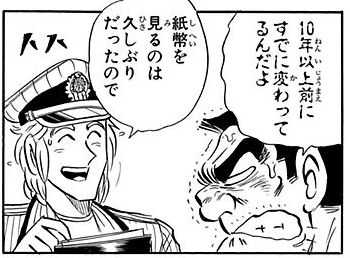 10年以上前に
すでに変わって
るんだよ
紙幣を
見るのは
久しぶり
だったので
ハハ